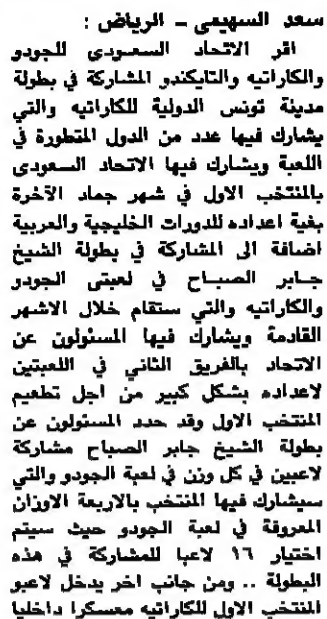 سعد السهيمى - الرياض :
اقر الاتحاد السعودى للجودو
والكاراتيه والتايكندو المشاركة في بطولة
مدينة تونس الدولية للكاراتيه والتي
يشارك فيها عدد من الدول المتطورة في
اللعبة ويشارك فيها الاتحاد السعودى
بالمنتخب الاول في شهر جماد الآخرة
بغية اعداده للدورات الخليجية والعربية
اضافة الى المشاركة في بطولة الشيخ
جابر الصباح في لعبتى الجودو
والكاراتيه والتي ستقام خلال الاشهر
القادمة ويشارك فيها المسئولون عن
الاتحاد بالفريق الثاني في اللعبتين
لاعداده بشكل كبير من اجل تطعيم
المنتخب الاول وقد حدد المسئولون عن
بطولة الشيخ جابر الصباح مشاركة
لاعبين في كل وزن في لعبة الجودو والتي
سيشارك فيها المنتخب بالاربعة الاوزان
المعروفة في لعبة الجودو حيث سيتم
اختيار ١٦ لاعبا للمشاركة في هذه
البطولة .. ومن جانب اخر يدخل لاعبو
المنتخب الاول للكاراتيه معسكرا داخليا